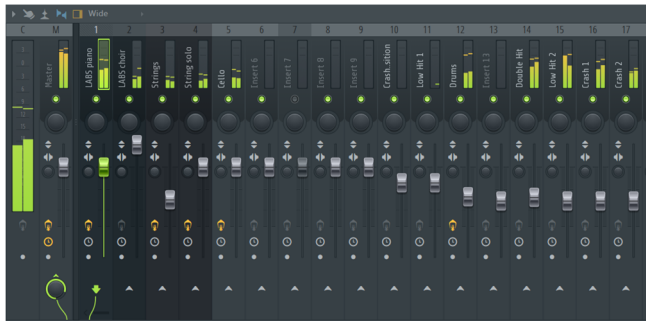 Wide
C M 1 2 3 4 5 6 7 8 9 10 11 12 13 14 15 16 17
Master
LABS piano
LABS choir
Strings
String solo
Cello
Insert 6
Insert 7
Insert 8
Insert 9
Crash..sition
Low Hit 1
Drums
Insert 13
Double Hit
Low Hit 2
Crash 1
Crash 2